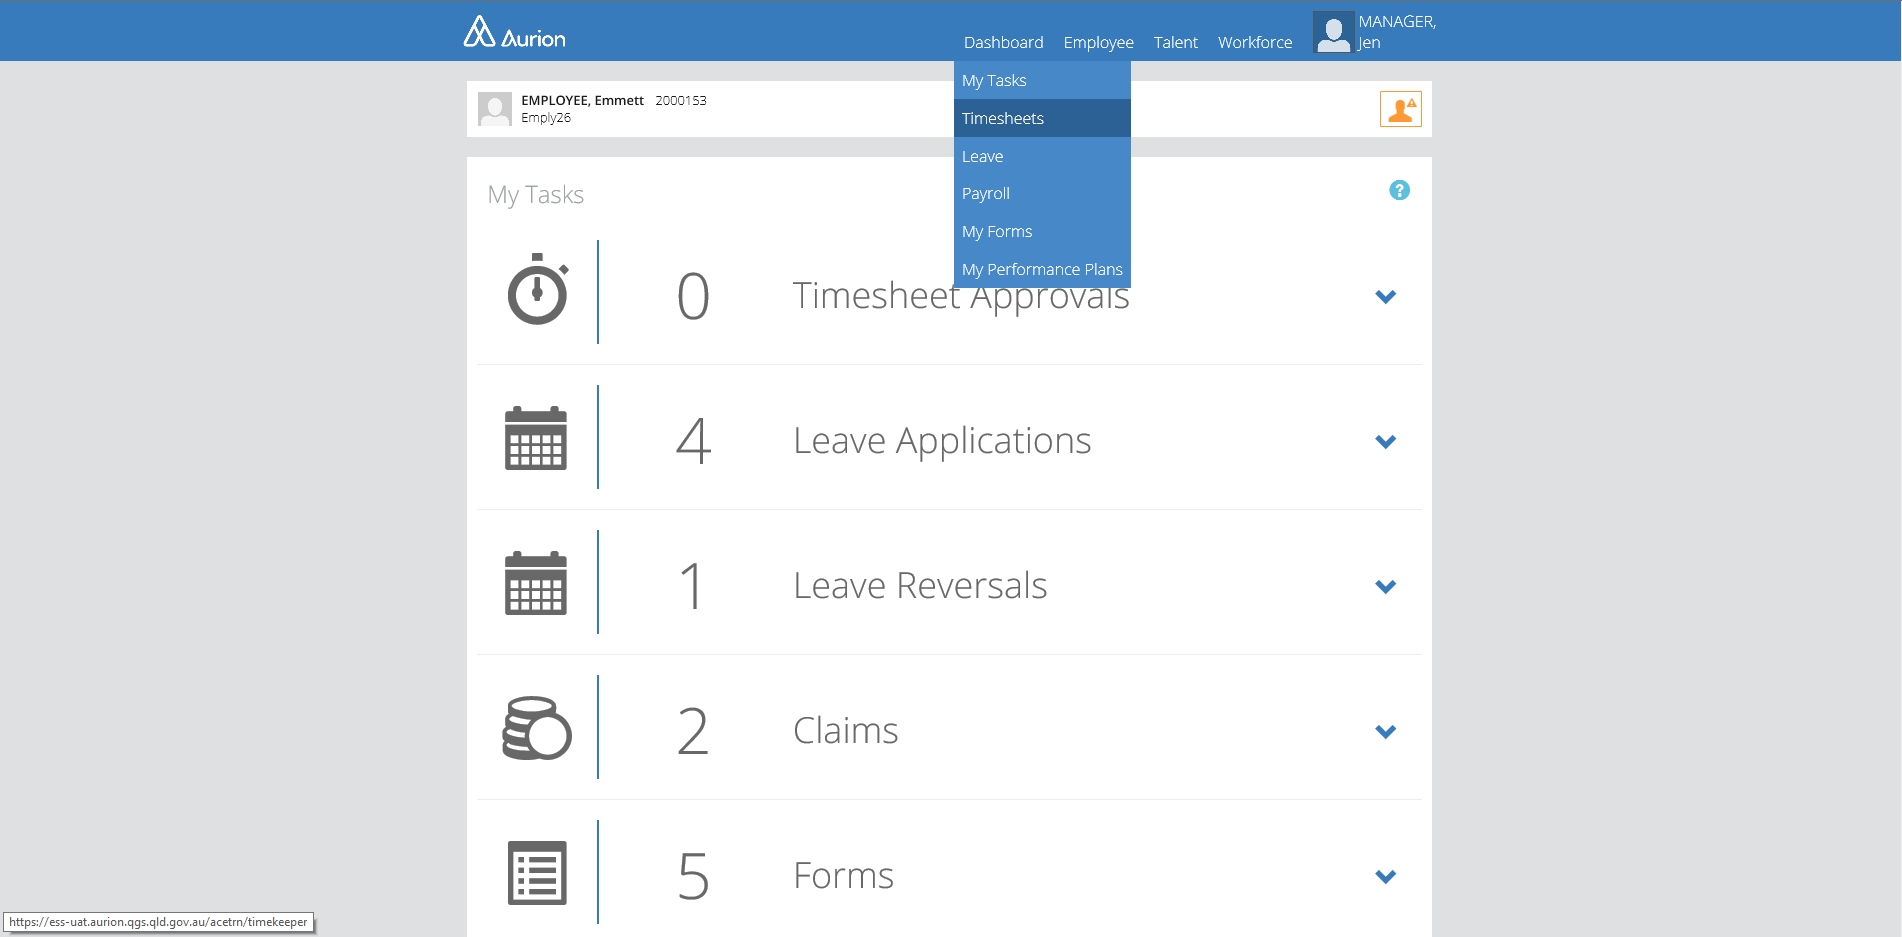 Aurion
Dashboard Employee Talent Workforce
MANAGER,
Jen
My Tasks
Timesheets
Leave
Payroll
My Forms
My Performance Plans
EMPLOYEE, Emmett 2000153
Emply26
My Tasks
?
0 Timesheet Approvals
4 Leave Applications
1 Leave Reversals
2 Claims
5 Forms
https://ess-uat.aurion.qgs.qld.gov.au/acetrn/timekeeper